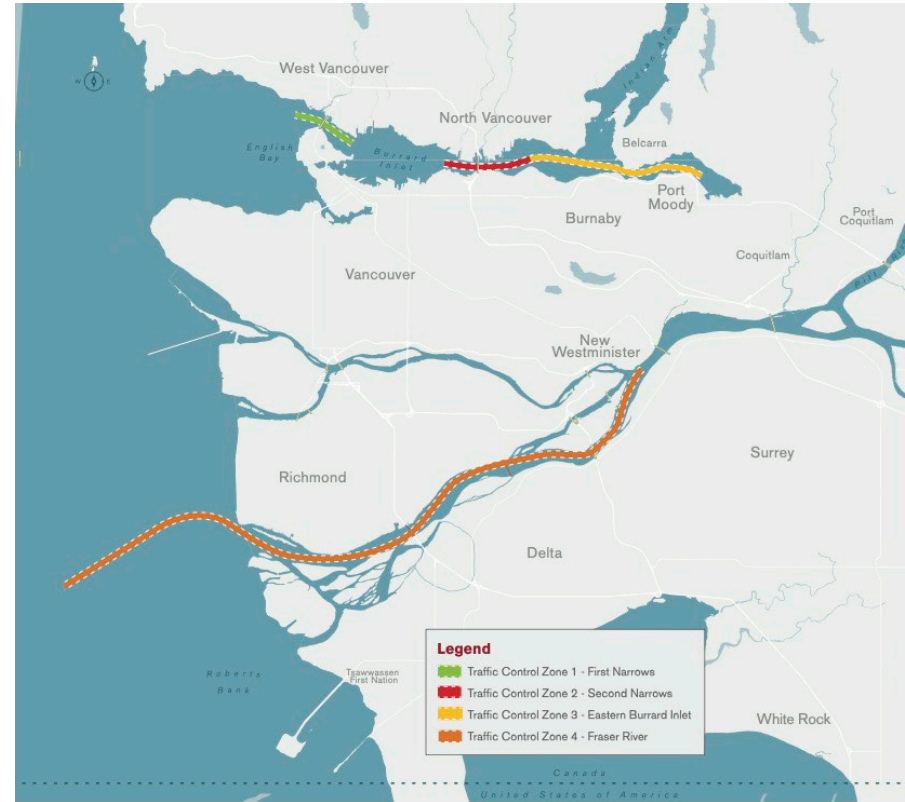 West Vancouver
Indian Arm
North Vancouver
W E
Belcarra
English
Bay
Burrard
Inlet
Port
Moody
Burnaby
Port
Coquitlam
Coquitlam
Vancouver
New
Westminister
Surrey
Richmond
Delta
Roberts
Bank
Tsawwassen
First Nation
Legend
Traffic Control Zone 1 - First Narrows
Traffic Control Zone 2 - Second Narrows
Traffic Control Zone 3 - Eastern Burrard Inlet
Traffic Control Zone 4 - Fraser River
White Rock
Canada
United States of America